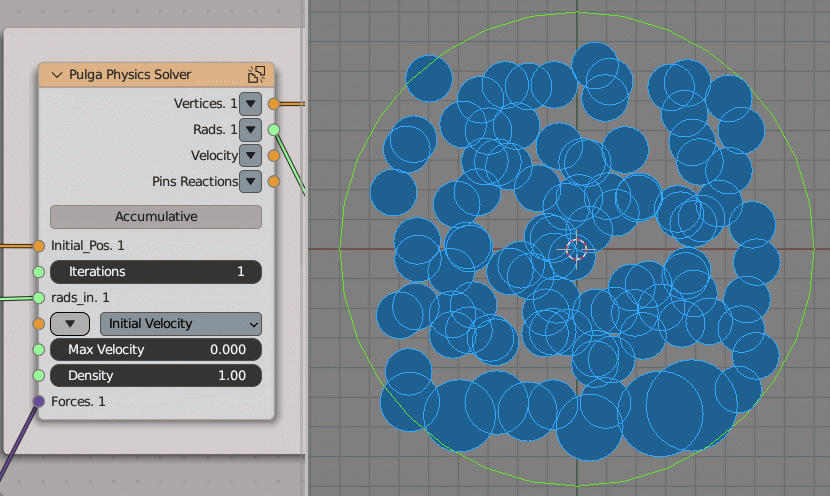 Pulga Physics Solver
Vertices. 1
Rads. 1
Velocity
Pins Reactions
Accumulative
Initial_Pos. 1
Iterations 1
rads_in. 1
Initial Velocity
Max Velocity 0.000
Density 1.00
Forces. 1